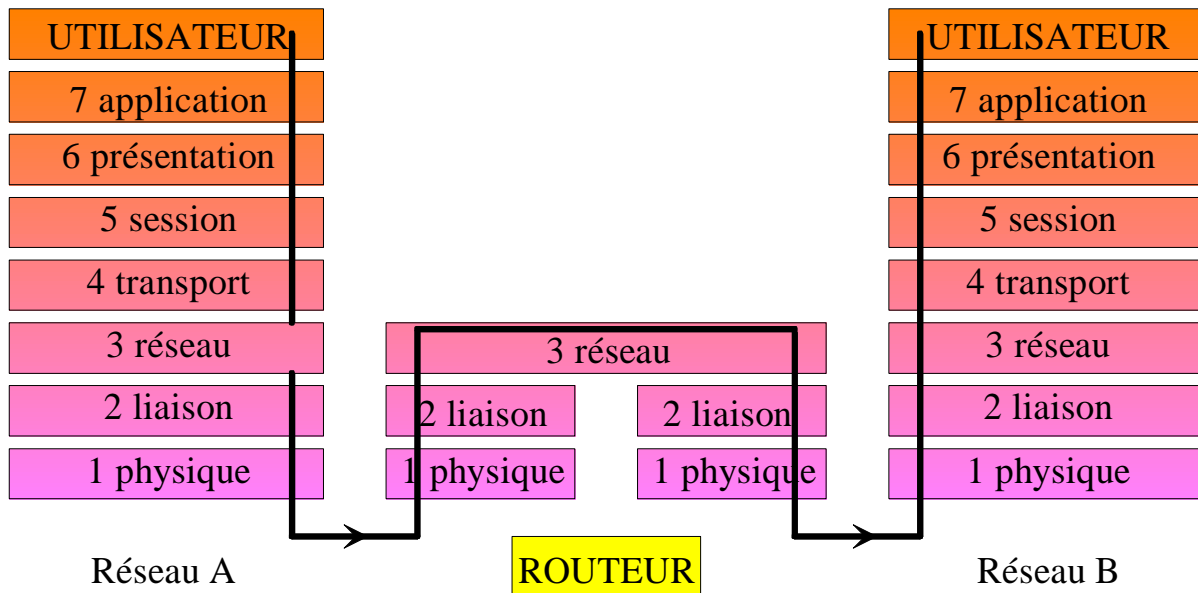 UTILISATEUR
7 application
6 présentation
5 session
4 transport
3 réseau
2 liaison
1 physique
Réseau A
3 réseau
2 liaison
2 liaison
1 physique
1 physique
ROUTEUR
UTILISATEUR
7 application
6 présentation
5 session
4 transport
3 réseau
2 liaison
1 physique
Réseau B